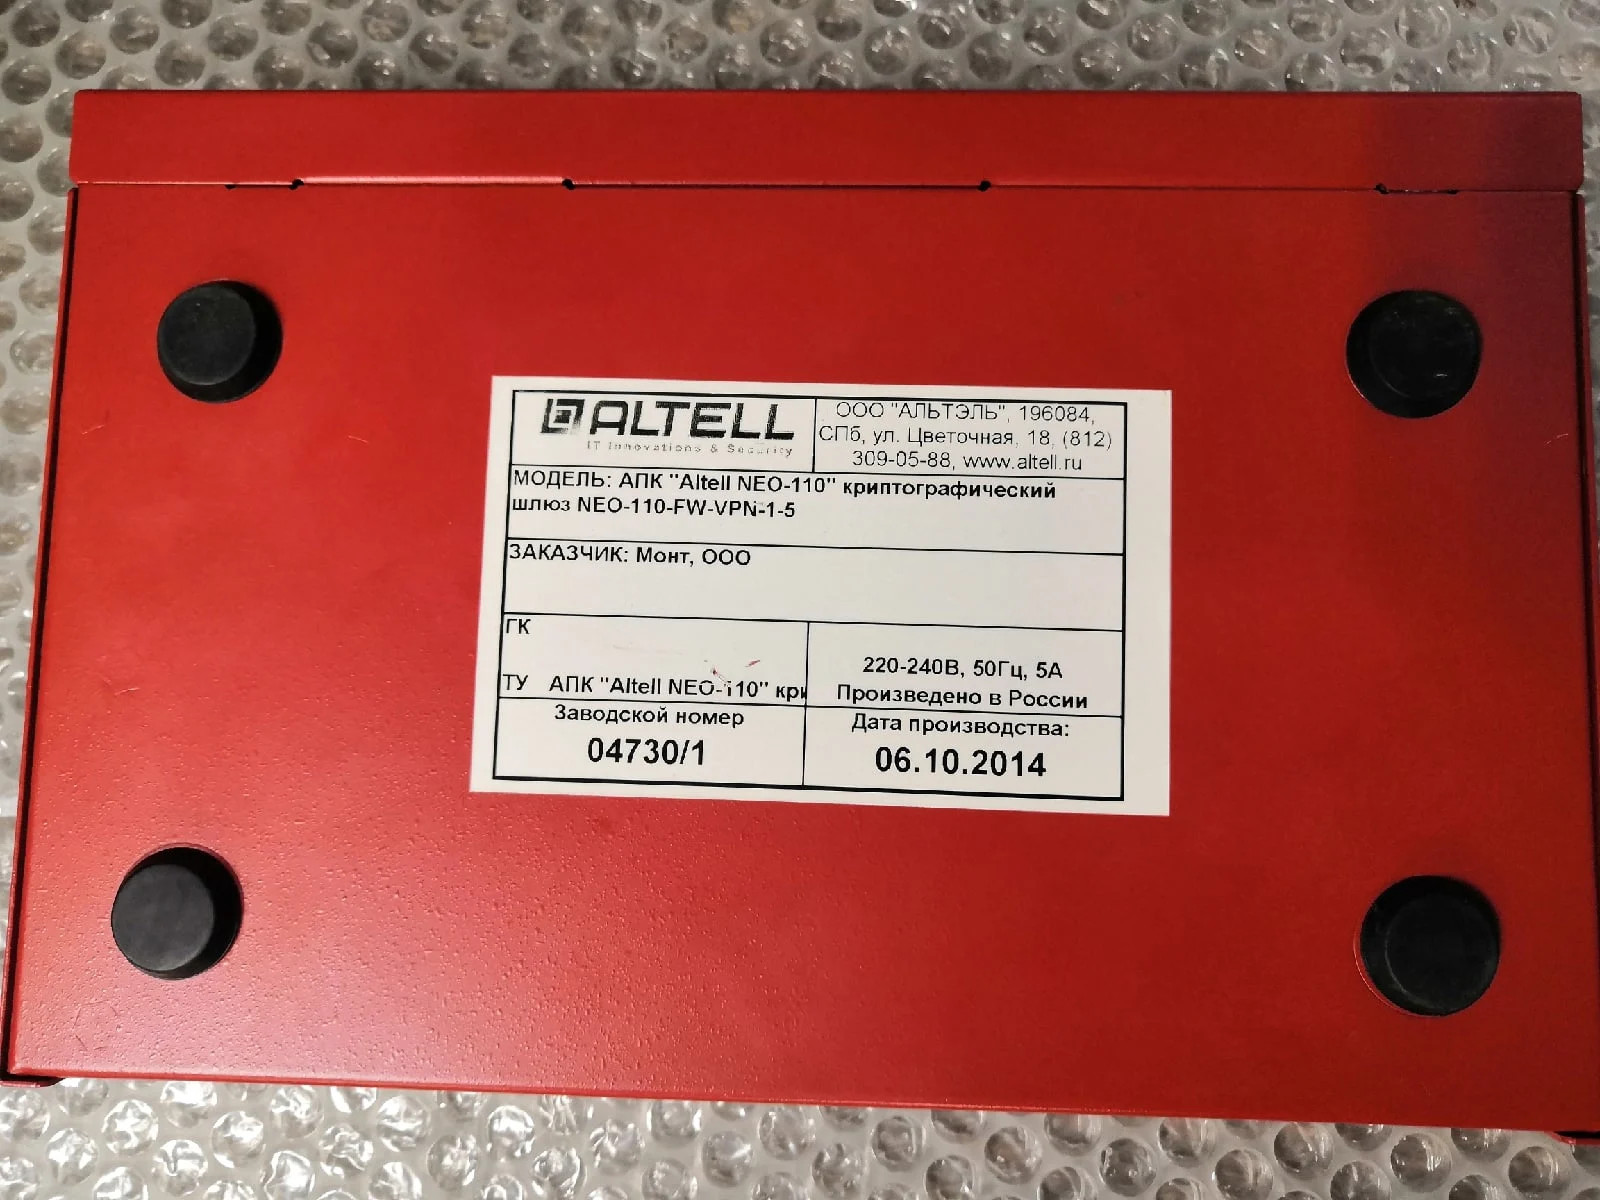 ALTELL
IT Innovations & Security
ООО "АЛЬТЭЛЬ", 196084,
СПб, ул. Цветочная, 18, (812)
309-05-88, www.altell.ru
МОДЕЛЬ: АПК "Altell NEO-110" криптографический
шлюз NEO-110-FW-VPN-1-5
ЗАКАЗЧИК: Монт, ООО
ГК
ТУ АПК "Altell NEO-110" кри
220-240В, 50Гц, 5А
Произведено в России
Заводской номер
04730/1
Дата производства:
06.10.2014